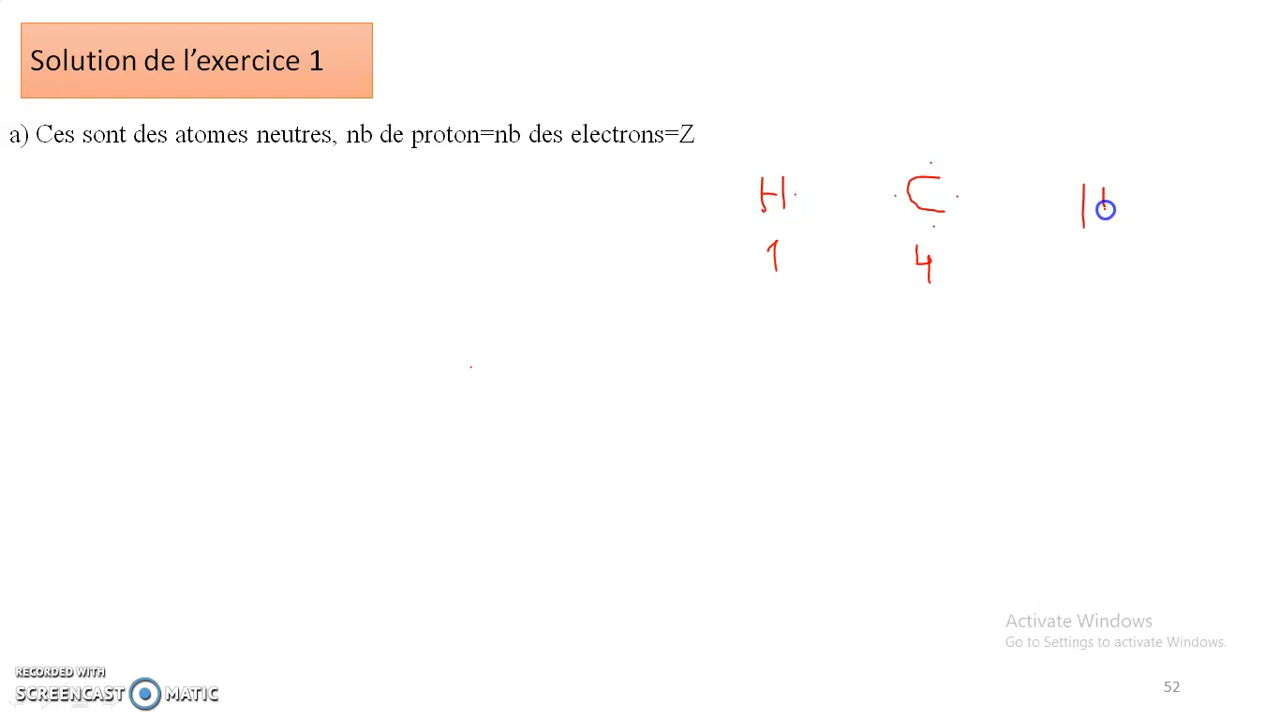 Solution de l’exercice 1
a) Ces sont des atomes neutres, nb de proton=nb des electrons=Z
H C
1 4
Activate Windows
Go to Settings to activate Windows.
RECORDED WITH
SCREENCAST MATIC
52